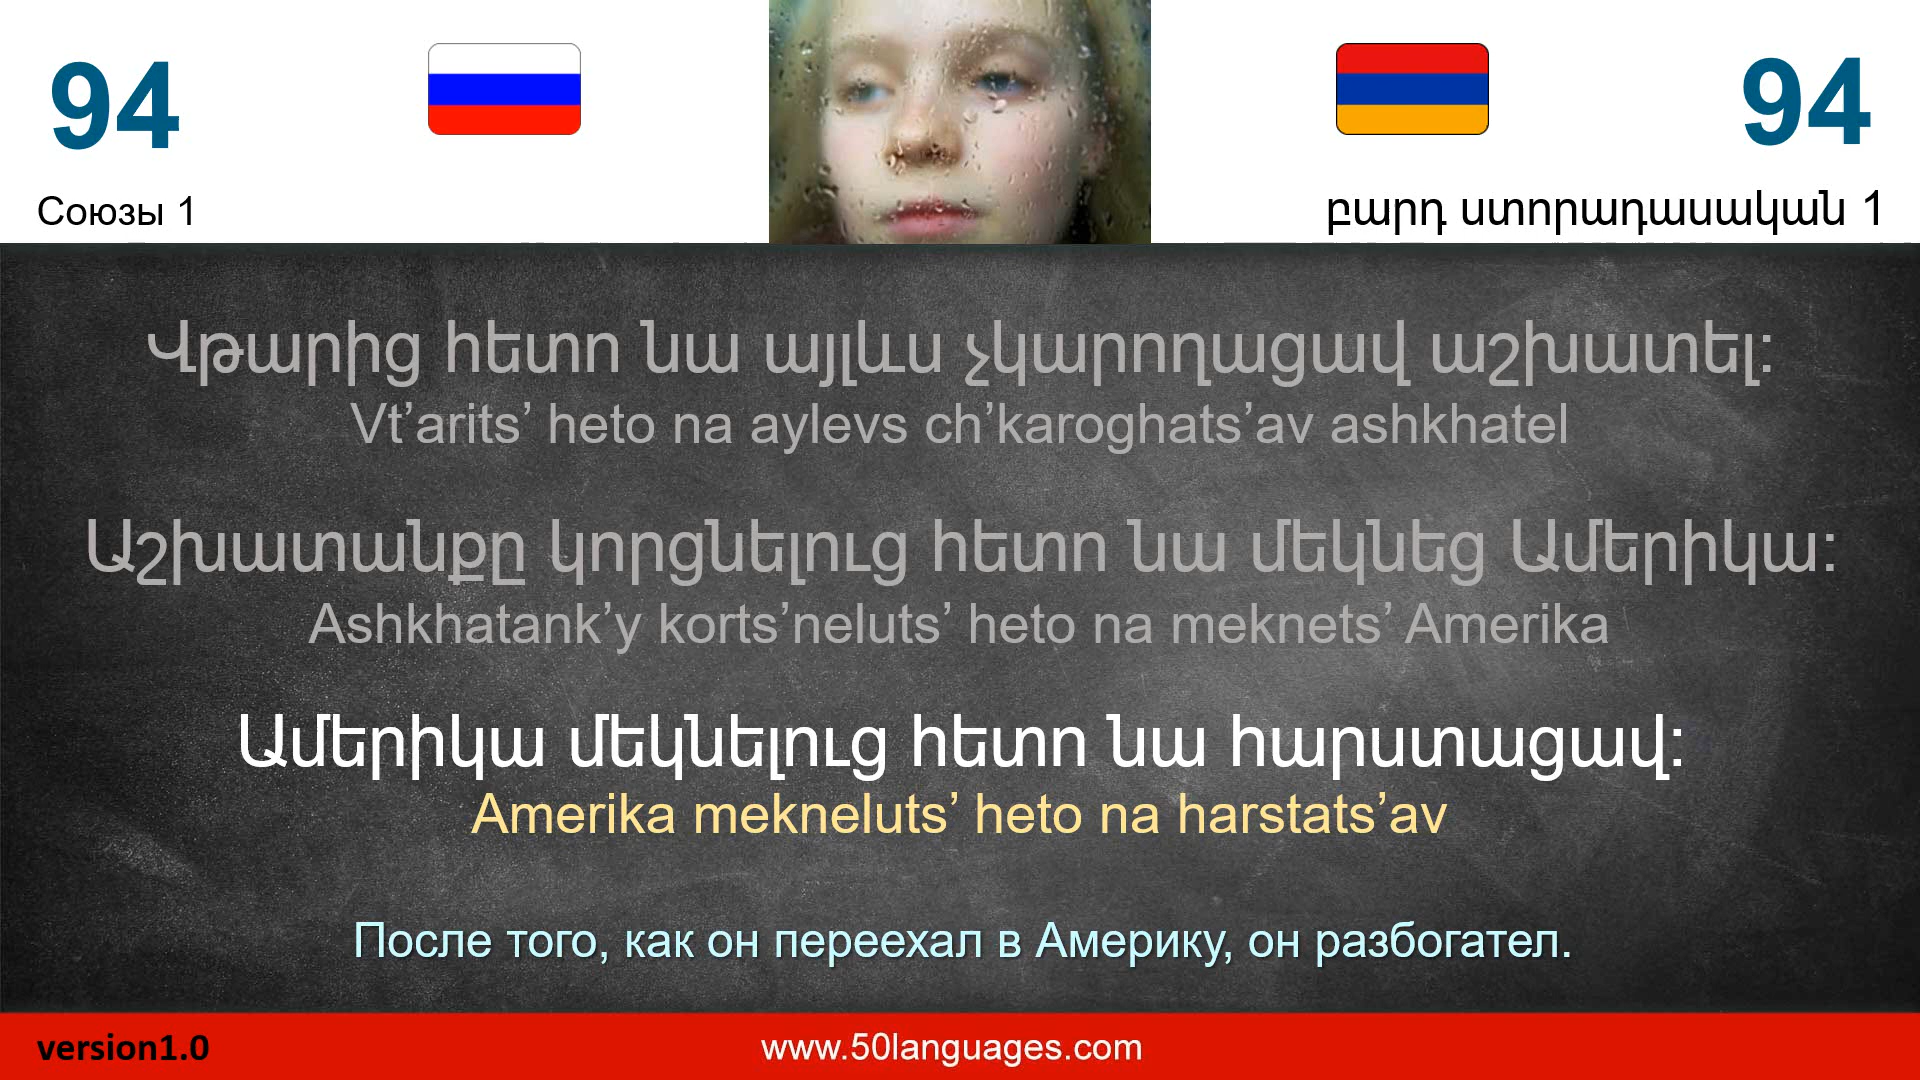 94
94
Союзы 1
բարդ ստորադասական 1
Վթարից հետո նա այլևս չկարողացավ աշխատել:
Vt’arits’ heto na aylevs ch’karoghats’av ashkhatel
Աշխատանքը կորցնելուց հետո նա մեկնեց Ամերիկա:
Ashkhatank’y korts’neluts’ heto na meknets’ Amerika
Ամերիկա մեկնելուց հետո նա հարստացավ:
Amerika mekneluts’ heto na harstats’av
После того, как он переехал в Америку, он разбогател.
version1.0
www.50languages.com